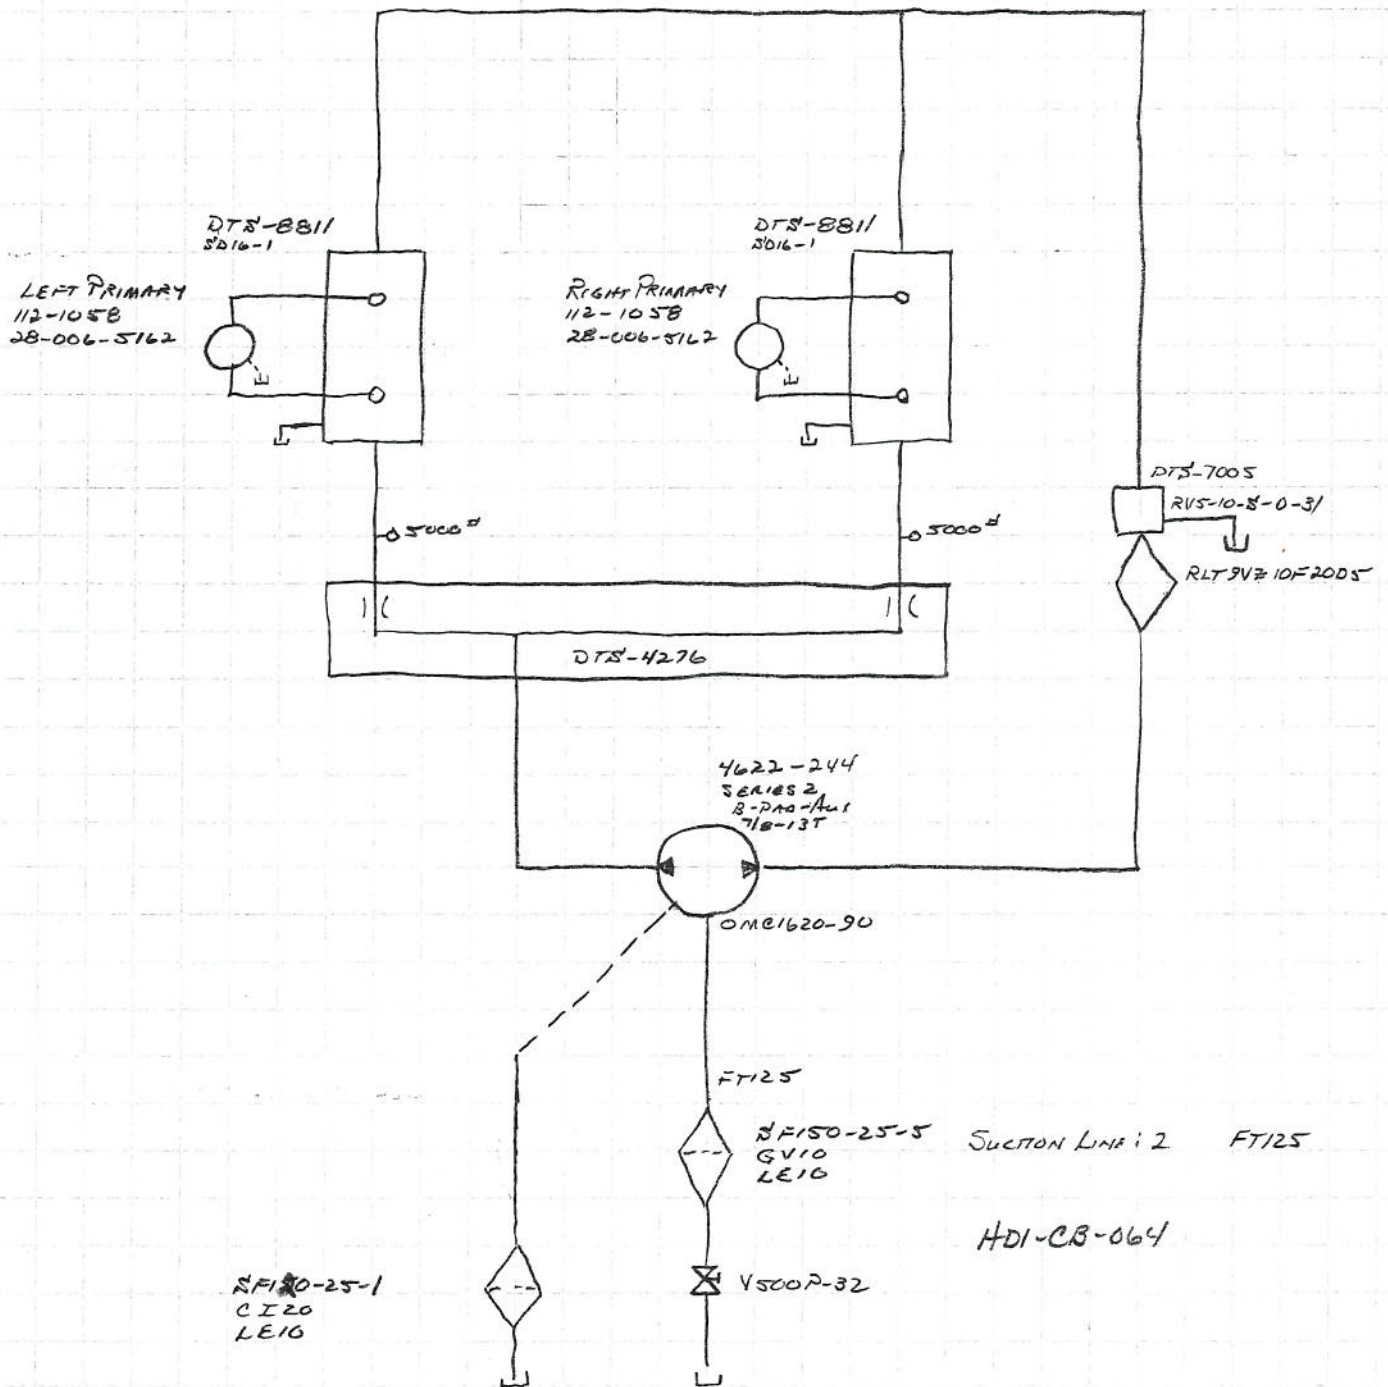 DTS-8811
SD16-1
LEFT PRIMARY
112-1058
28-006-5162
DTS-8811
SD16-1
RIGHT PRIMARY
112-1058
28-006-5162
DTS-7005
RV5-10-S-0-31
5000#
5000#
DTS-4276
4622-244
SERIES 2
B-PAD-AUX
7/8-13T
OMC1620-90
FT125
SF150-25-5
GV10
LE10
SUCTION LINE: 2 FT125
HDI-CB-064
V500P-32
CI20
LE10